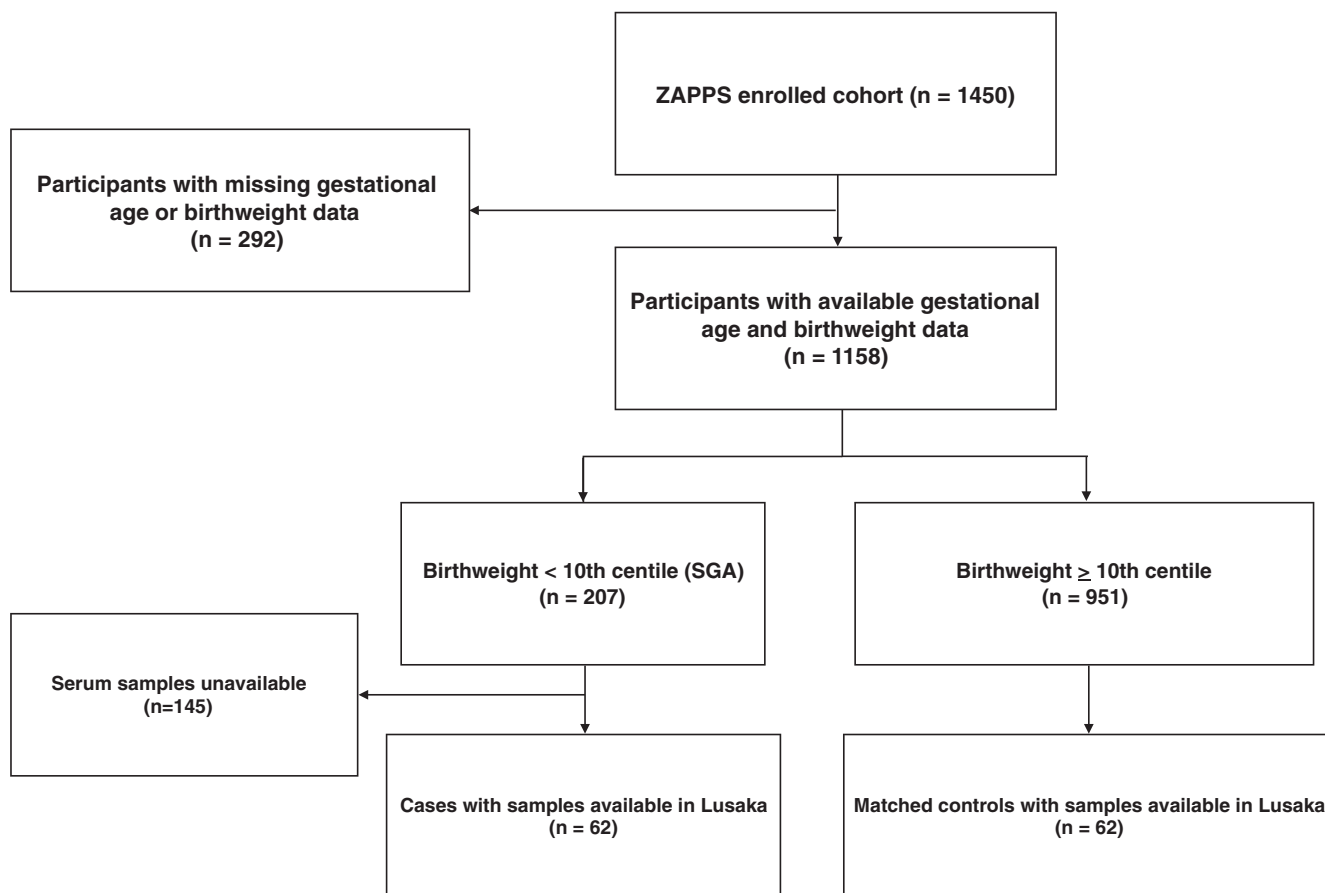 ZAPPS enrolled cohort (n = 1450)
Participants with missing gestational
age or birthweight data
(n = 292)
Participants with available gestational
age and birthweight data
(n = 1158)
Birthweight < 10th centile (SGA)
(n = 207)
Birthweight ≥ 10th centile
(n = 951)
Serum samples unavailable
(n=145)
Cases with samples available in Lusaka
(n = 62)
Matched controls with samples available in Lusaka
(n = 62)